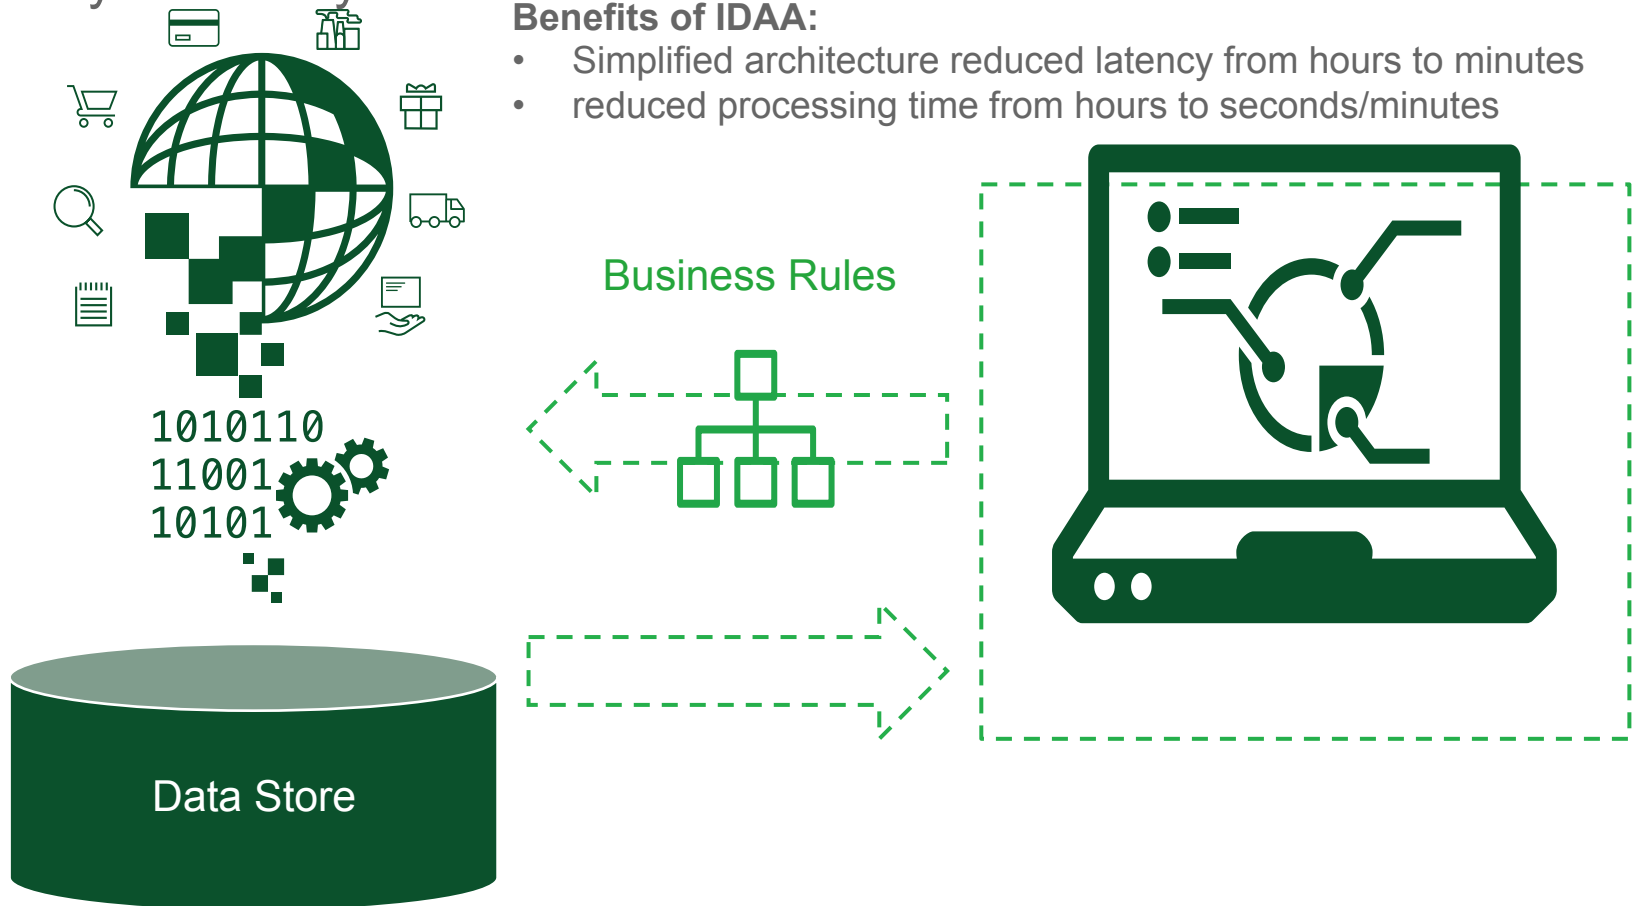 Benefits of IDAA:
• Simplified architecture reduced latency from hours to minutes
• reduced processing time from hours to seconds/minutes
Business Rules
1010110
11001
10101
Data Store